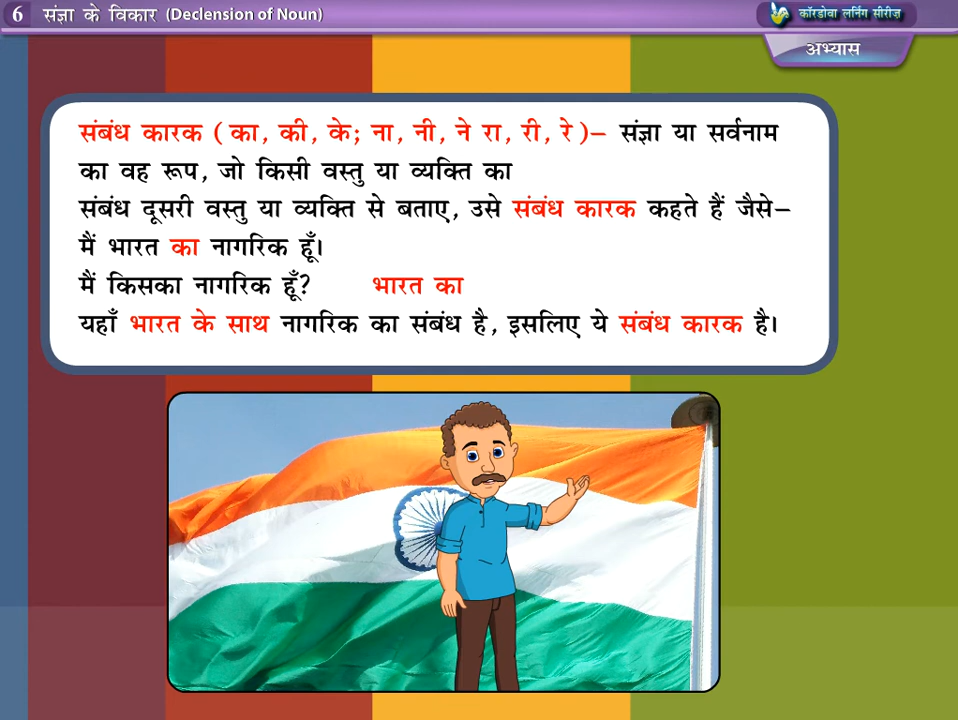 6 संज्ञा के विकार (Declension of Noun)
कॉरडोवा लर्निंग सीरीज़
अभ्यास
संबंध कारक ( का, की, के; ना, नी, ने रा, री, रे )– संज्ञा या सर्वनाम
का वह रूप, जो किसी वस्तु या व्यक्ति का
संबंध दूसरी वस्तु या व्यक्ति से बताए, उसे संबंध कारक कहते हैं जैसे–
मैं भारत का नागरिक हूँ।
मैं किसका नागरिक हूँ? भारत का
यहाँ भारत के साथ नागरिक का संबंध है, इसलिए ये संबंध कारक है।